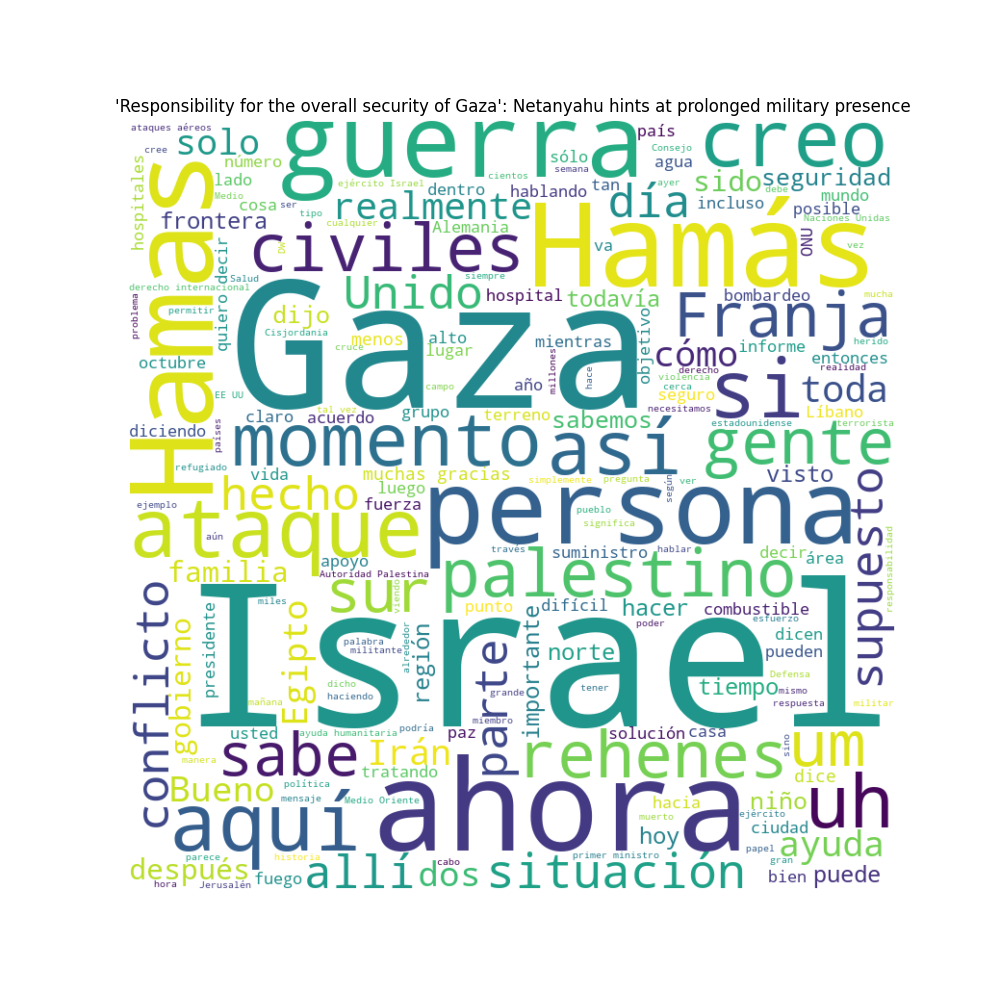 'Responsibility for the overall security of Gaza': Netanyahu hints at prolonged military presence
ataques aéreos
cree
solo
guerra
país
creo
Consejo
sólo
semana
agua
número
hospitales
lado
Medio
cosa
ser
ejército Israel
tipo
cualquier
cientos
dentro
hablando
tan
ayer
sido
debe
seguridad
mundo
frontera
realmente
día
incluso
posible
Naciones Unidas
Hamas
civiles
DW
Alemania
Hamás
va
ONU
vez
quiero decir
Salud
siempre
derecho internacional
permitir
problema
Gaza
Unido
hospital
todavía
bombardeo
mucha
herido
Franja
dijo
Cisjordania
cruce
menos
alto
lugar
mientras
objetivo
cómo
informe
entonces
octubre
derecho
realidad
violencia
cerca
millones
hace
si
toda
EE UU
campo
año
seguro
necesitamos
Líbano
claro
tal vez
acuerdo
grupo
terreno
sabemos
estadounidense
terrorista
diciendo
países
momento
así
gente
refugiado
vida
muchas gracias
simplemente
pregunta
según
ver
visto
luego
hecho
fuerza
ejemplo
persona
pueblo
significa
supuesto
ataque
aún
través
suministro
hablar
decir
área
responsabilidad
apoyo
Autoridad Palestina
familia
sur
viendo
palestino
conflicto
miles
punto
difícil
hacer
combustible
esfuerzo
poder
presidente
gobierno
Egipto
palabra
militante
alrededor
región
Israel
importante
norte
dicen
pueden
parte
dicho
haciendo
grande
tener
tiempo
Defensa
mismo
respuesta
militar
mañana
miembro
usted
ayuda humanitaria
podría
paz
solución
casa
sino
um
manera
sabe
Irán
tratando
rehenes
dice
Bueno
política
mensaje
Medio Oriente
hacia
muerto
niño
uh
aquí
ahora
ejército
ciudad
hoy
papel
ayuda
parece
historia
cabo
primer ministro
gran
después
hora
Jerusalén
fuego
allí
dos
situación
bien
puede